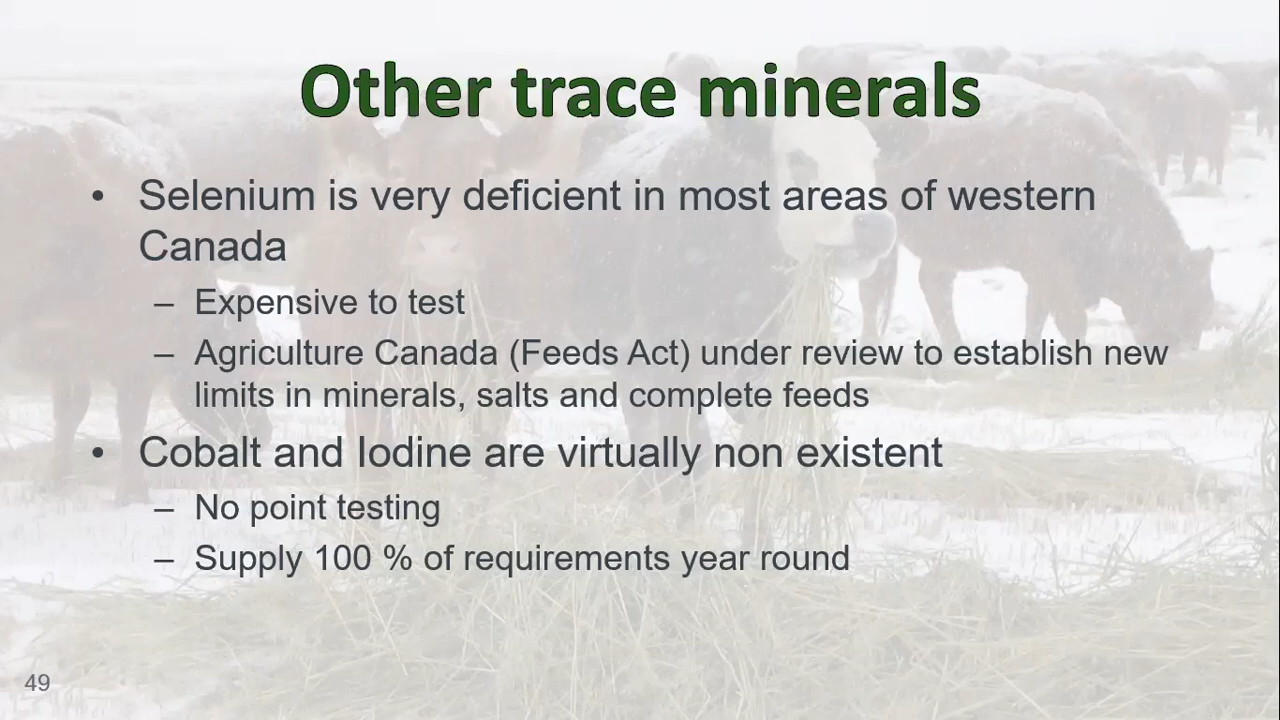 Other trace minerals
• Selenium is very deficient in most areas of western
Canada
– Expensive to test
– Agriculture Canada (Feeds Act) under review to establish new
limits in minerals, salts and complete feeds
• Cobalt and Iodine are virtually non existent
– No point testing
– Supply 100 % of requirements year round
49